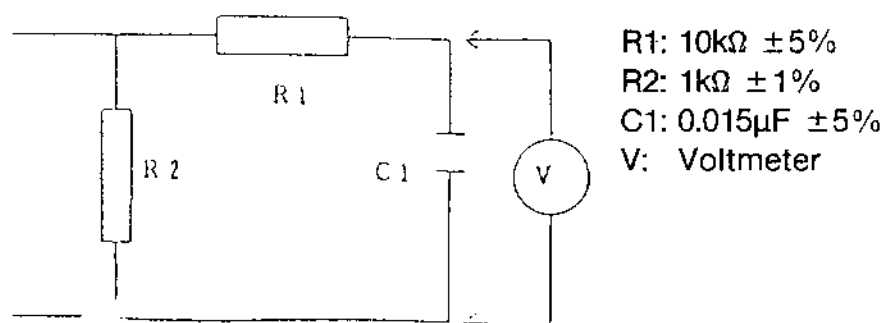 R1: 10kΩ ±5%
R2: 1kΩ ±1%
C1: 0.015μF ±5%
V: Voltmeter
R1
R2
C1
V